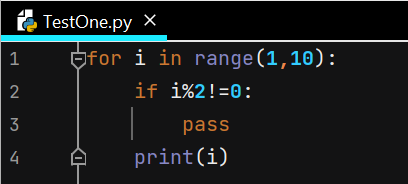 TestOne.py ×
1 for i in range(1,10):
2     if i%2!=0:
3         pass
4     print(i)